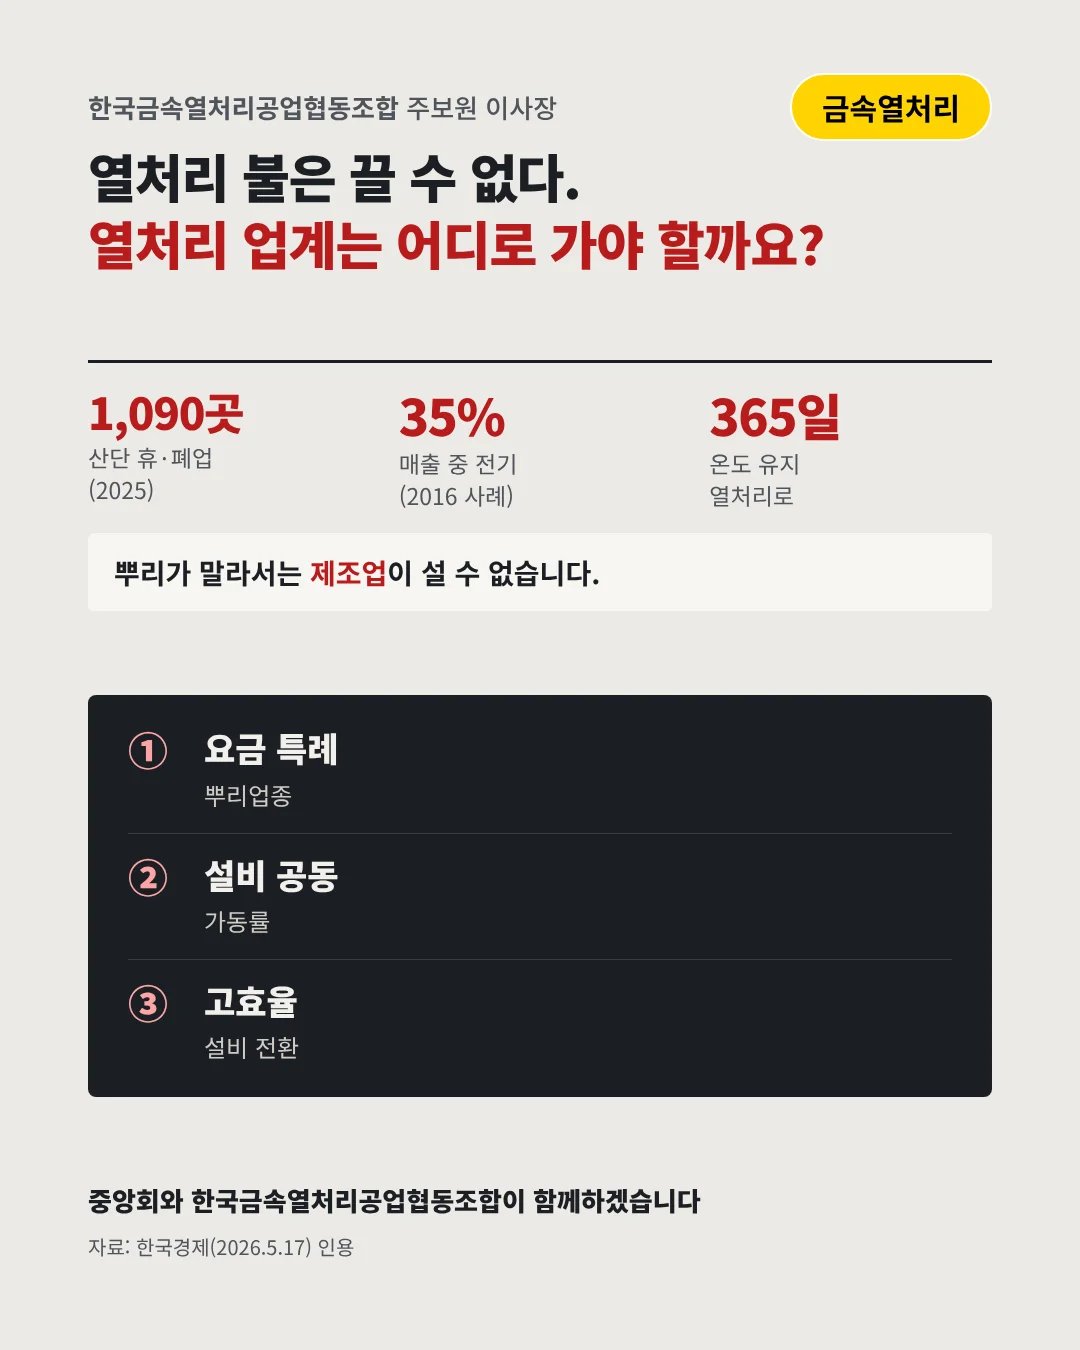 한국금속열처리공업협동조합 주보원 이사장
금속열처리
열처리 불은 끌 수 없다.
열처리 업계는 어디로 가야 할까요?
1,090곳
산단 휴·폐업
(2025)
35%
매출 중 전기
(2016 사례)
365일
온도 유지
열처리로
뿌리가 말라서는 제조업이 설 수 없습니다.
① 요금 특례
뿌리업종
② 설비 공동
가동률
③ 고효율
설비 전환
중앙회와 한국금속열처리공업협동조합이 함께하겠습니다
자료: 한국경제(2026.5.17) 인용